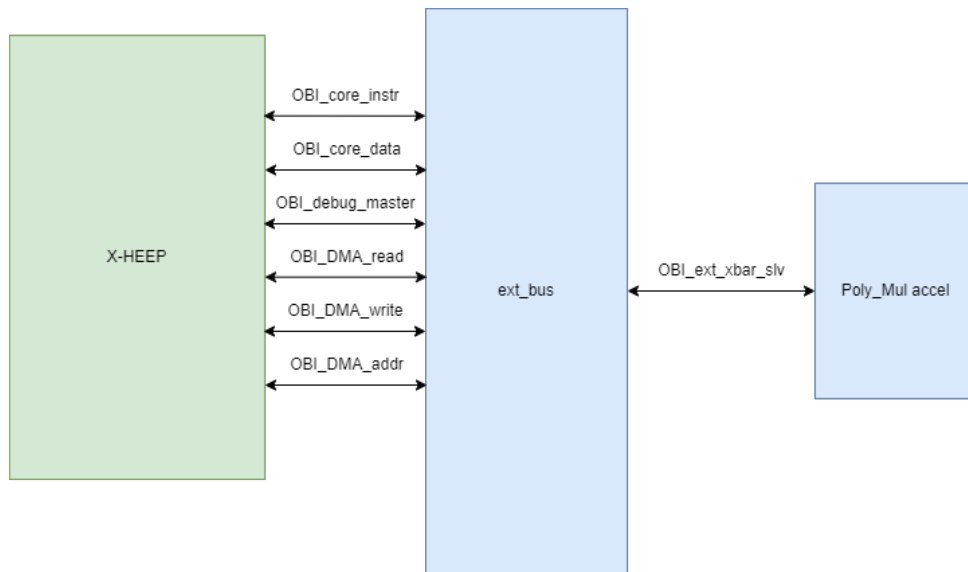 OBI_core_instr
OBI_core_data
OBI_debug_master
X-HEEP
OBI_DMA_read
OBI_ext_xbar_slv
ext_bus
Poly_Mul accel
OBI_DMA_write
OBI_DMA_addr